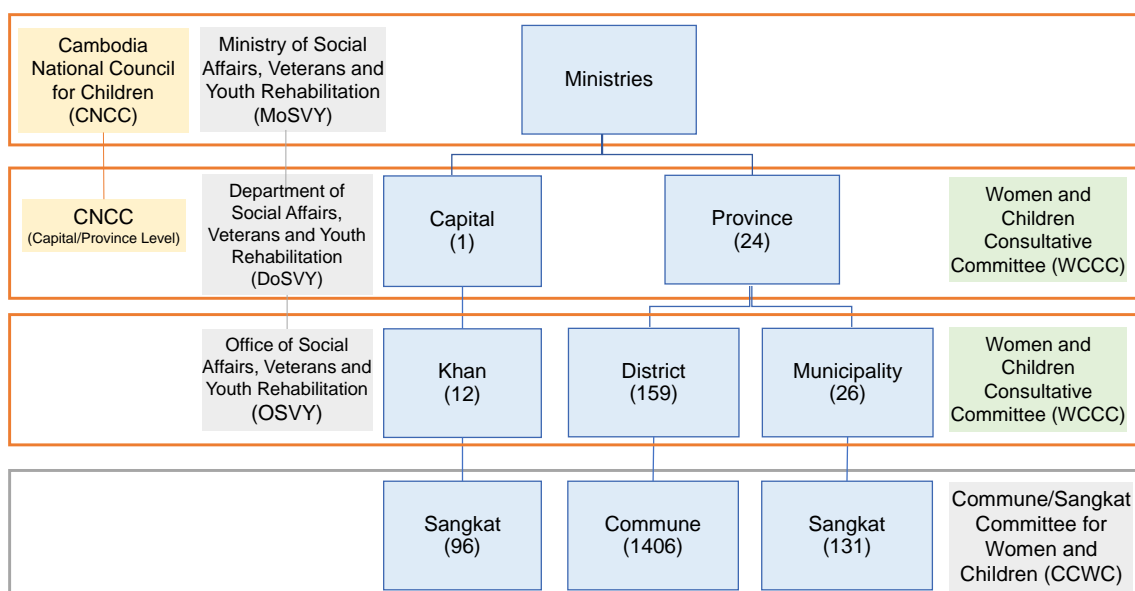 Cambodia
National Council
for Children
(CNCC)
Ministry of Social
Affairs, Veterans and
Youth Rehabilitation
(MoSVY)
Ministries
CNCC
(Capital/Province Level)
Department of
Social Affairs,
Veterans and Youth
Rehabilitation
(DoSVY)
Capital
(1)
Province
(24)
Women and
Children
Consultative
Committee (WCCC)
Office of Social
Affairs, Veterans and
Youth Rehabilitation
(OSVY)
Khan
(12)
District
(159)
Municipality
(26)
Women and
Children
Consultative
Committee (WCCC)
Sangkat
(96)
Commune
(1406)
Sangkat
(131)
Commune/Sangkat
Committee for
Women and
Children (CCWC)